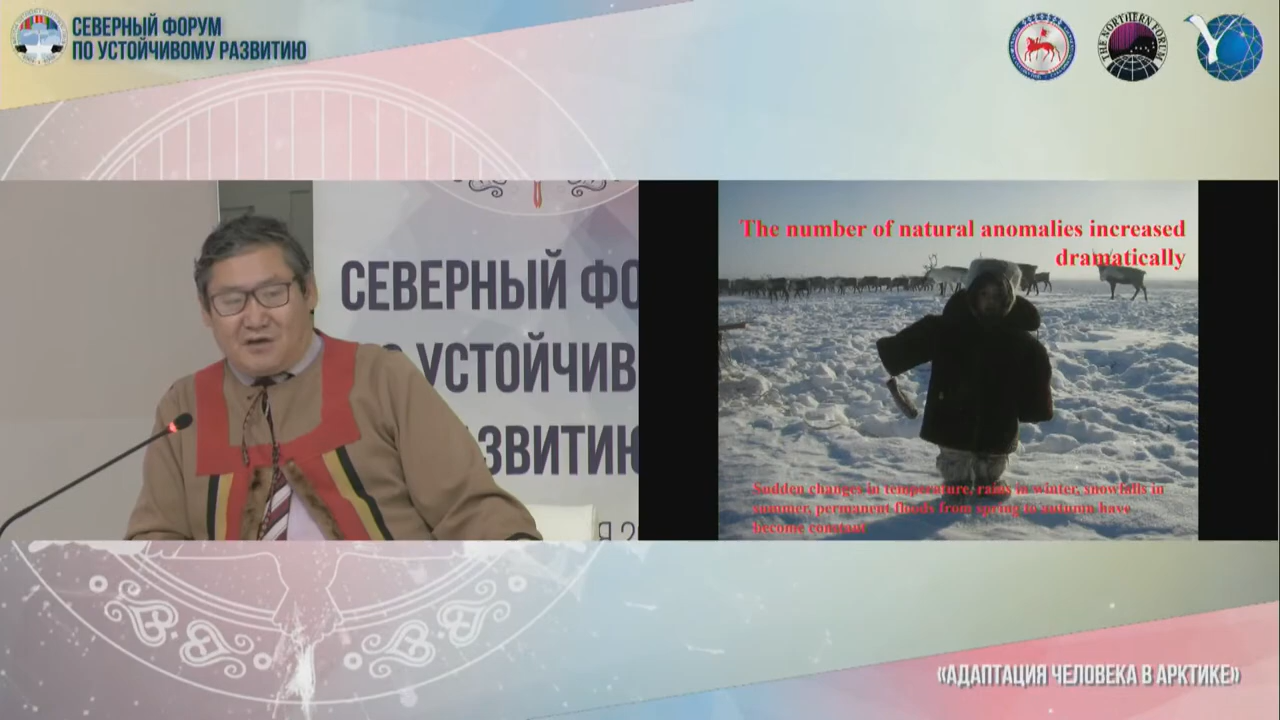 СЕВЕРНЫЙ ФОРУМ
ПО УСТОЙЧИВОМУ РАЗВИТИЮ
THE NORTHERN FORUM
СЕВЕРНЫЙ ФО
УСТОЙЧИВ
ЗВИТИЮ
The number of natural anomalies increased
dramatically
Sudden changes in temperature, rains in winter, snowfalls in
summer, permanent floods from spring to autumn have
become constant
«АДАПТАЦИЯ ЧЕЛОВЕКА В АРКТИКЕ»